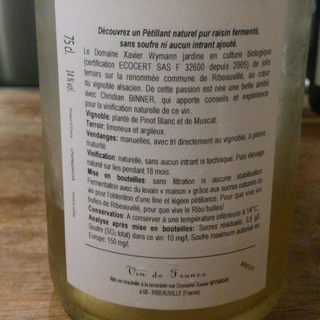 Découvrez un Pétillant naturel pur raisin fermenté,
sans soufre ni aucun intrant ajouté.
Le Domaine Xavier Wymann jardine en culture biologique
(certification ECOCERT SAS F 32600 depuis 2005) de jolis
terroirs sur la renommée commune de Ribeauvillé, au cœur
du vignoble alsacien. De cette passion est née une belle amitié
avec Christian BINNER, qui apporte conseils et expérience
pour la vinification naturelle de ce vin.
Vignoble: planté de Pinot Blanc et de Muscat.
Terroir: limoneux et argileux.
Vendanges: manuelles, avec tri directement au vignoble, à pleine
maturité.
Vinification: naturelle, sans aucun intrant ni technique. Puis élevage
naturel sur lies pendant 18 mois.
Mise en bouteilles: sans filtration ni aucune stabilisation.
Fermentation avec du levain « maison » grâce aux sucres naturels du
vin pour l'obtention d'une fine et légère pétillance. Pour que vive les
bulles de Ribeauvillé, pour que vive le Ribo'bulles!
Conservation: A conserver à une température inférieure à 14°C.
Analyse après mise en bouteilles: Sucres résiduels: 3,5 g/l.
Soufre (SO₂ total) dans ce vin: 10 mg/l. Soufre maximum autorisé en
Europe: 150 mg/l.
Vin de France
Mis en bouteille à la propriété par Domaine Xavier WYMANN
à 68 - RIBEAUVILLÉ (France)
75 cl.
14% vol.